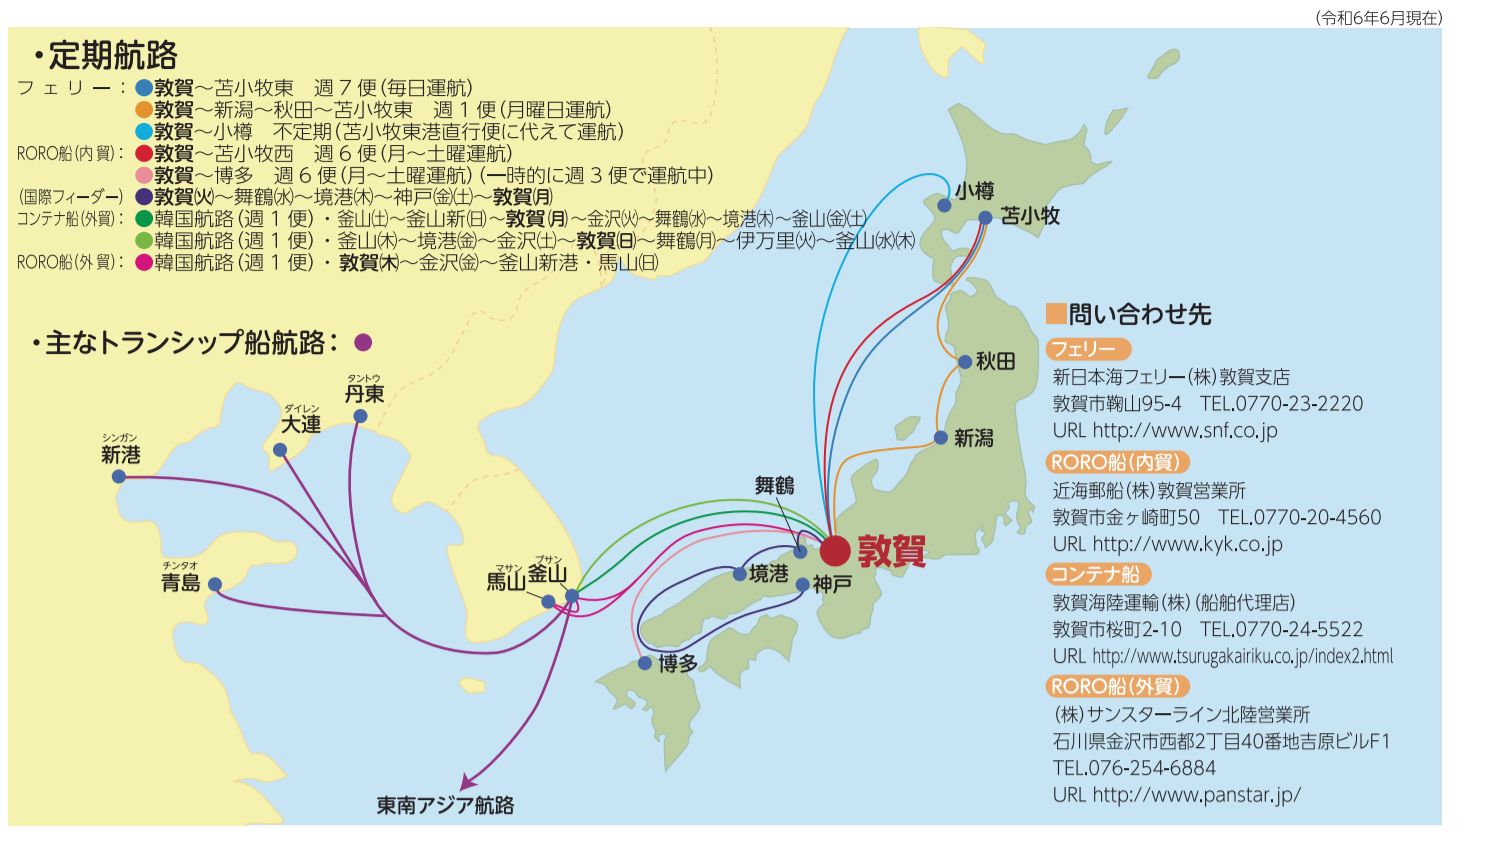 (令和6年6月現在)
・定期航路
フェリー：●敦賀～苫小牧東　週７便(毎日運航)
●敦賀～新潟～秋田～苫小牧東　週１便(月曜日運航)
●敦賀～小樽　不定期(苫小牧東港直行便に代えて運航)
RORO船(内貿)：●敦賀～苫小牧西　週６便(月～土曜運航)
●敦賀～博多　週６便(月～土曜運航)(一時的に週３便で運航中)
(国際フィーダー)●敦賀㈫～舞鶴㈬～境港㈭～神戸㈮㈯～敦賀㈪
コンテナ船(外貿)：●韓国航路(週１便)・釜山㈯～釜山新㈰～敦賀㈪～金沢㈫～舞鶴㈬～境港㈭～釜山㈮㈯
●韓国航路(週１便)・釜山㈭～境港㈮～金沢㈯～敦賀㈰～舞鶴㈪～伊万里㈫～釜山㈬㈭
RORO船(外貿)：●韓国航路(週１便)・敦賀㈭～金沢㈮～釜山新港・馬山㈰
・主なトランシップ船航路：●
タントウ
丹東
ダイレン
大連
シンガン
新港
チンタオ
青島
マサン
馬山
プサン
釜山
東南アジア航路
小樽
苫小牧
秋田
新潟
舞鶴
敦賀
境港
神戸
博多
■問い合わせ先
フェリー
新日本海フェリー(株)敦賀支店
敦賀市鞠山95-4　TEL.0770-23-2220
URL http://www.snf.co.jp
RORO船(内貿)
近海郵船(株)敦賀営業所
敦賀市金ヶ崎町50　TEL.0770-20-4560
URL http://www.kyk.co.jp
コンテナ船
敦賀海陸運輸(株)(船舶代理店)
敦賀市桜町2-10　TEL.0770-24-5522
URL http://www.tsurugakairiku.co.jp/index2.html
RORO船(外貿)
(株)サンスターライン北陸営業所
石川県金沢市西都2丁目40番地吉原ビルF1
TEL.076-254-6884
URL http://www.panstar.jp/